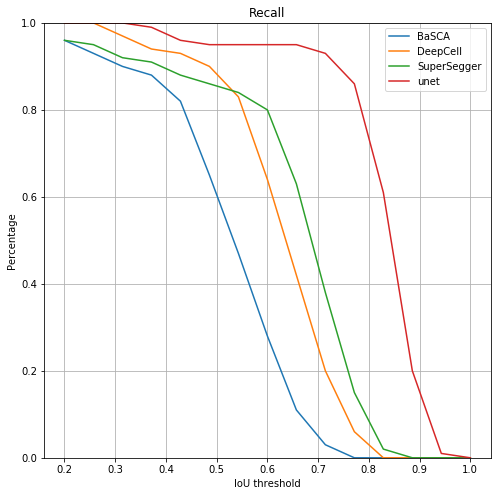 Recall
BaSCA
DeepCell
SuperSegger
unet
Percentage
1.0
0.8
0.6
0.4
0.2
0.0
0.2 0.3 0.4 0.5 0.6 0.7 0.8 0.9 1.0
IoU threshold